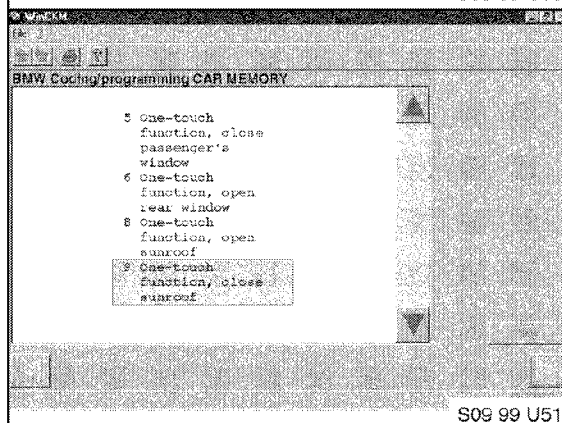 WinCKM
File ?
BMW Coding/programming CAR MEMORY
5 One-touch
function, close
passenger's
window
6 One-touch
function, open
rear window
8 One-touch
function, open
sunroof
9 One-touch
function, close
sunroof
S09 99 U51